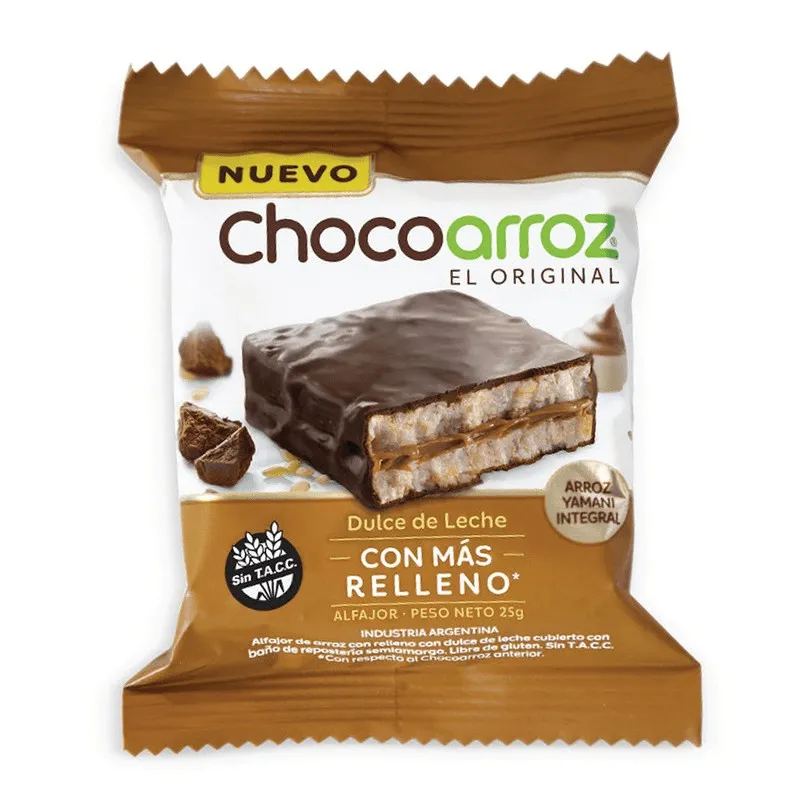 NUEVO
Chocoarroz®
EL ORIGINAL
ARROZ
YAMANI
INTEGRAL
Dulce de Leche
CON MÁS
RELLENO*
Sin T.A.C.C.
ALFAJOR · PESO NETO 25g
INDUSTRIA ARGENTINA
Alfajor de arroz con relleno con dulce de leche cubierto con
baño de repostería semiamargo. Libre de gluten. Sin T.A.C.C.
*Con respecto al Chocoarroz anterior.